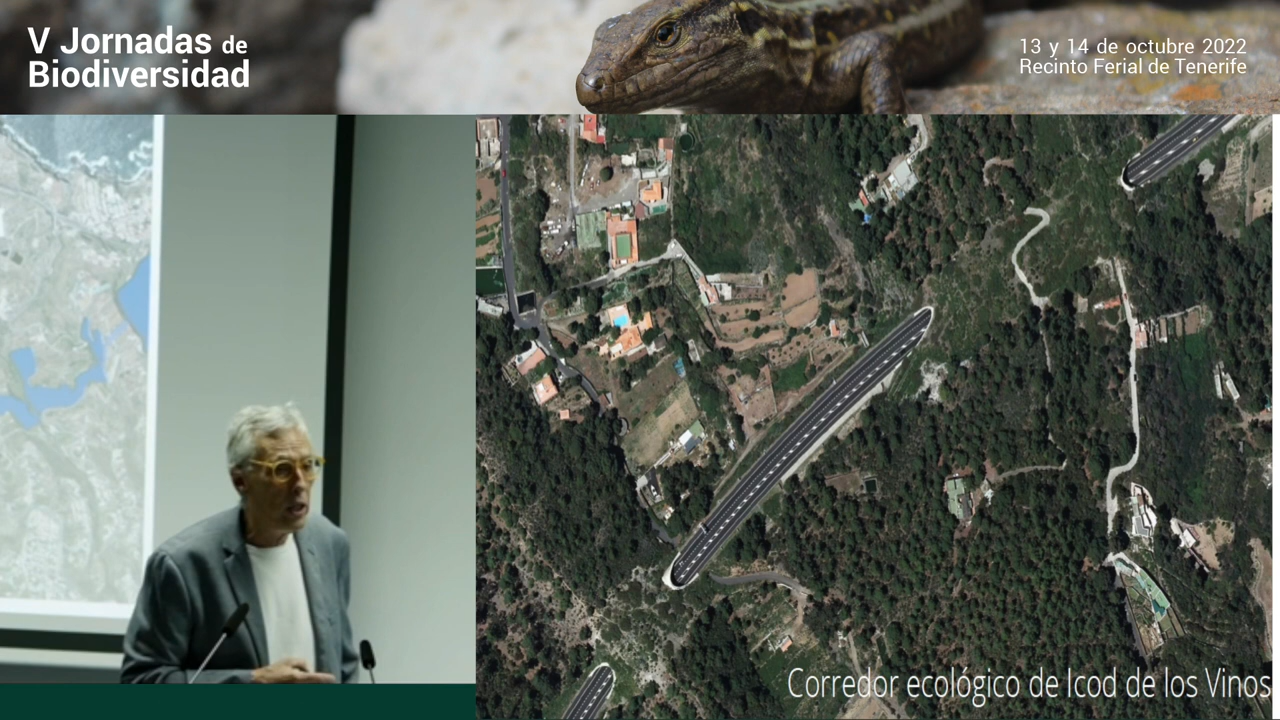 V Jornadas de
Biodiversidad
13 y 14 de octubre 2022
Recinto Ferial de Tenerife
Corredor ecológico de Icod de los Vinos